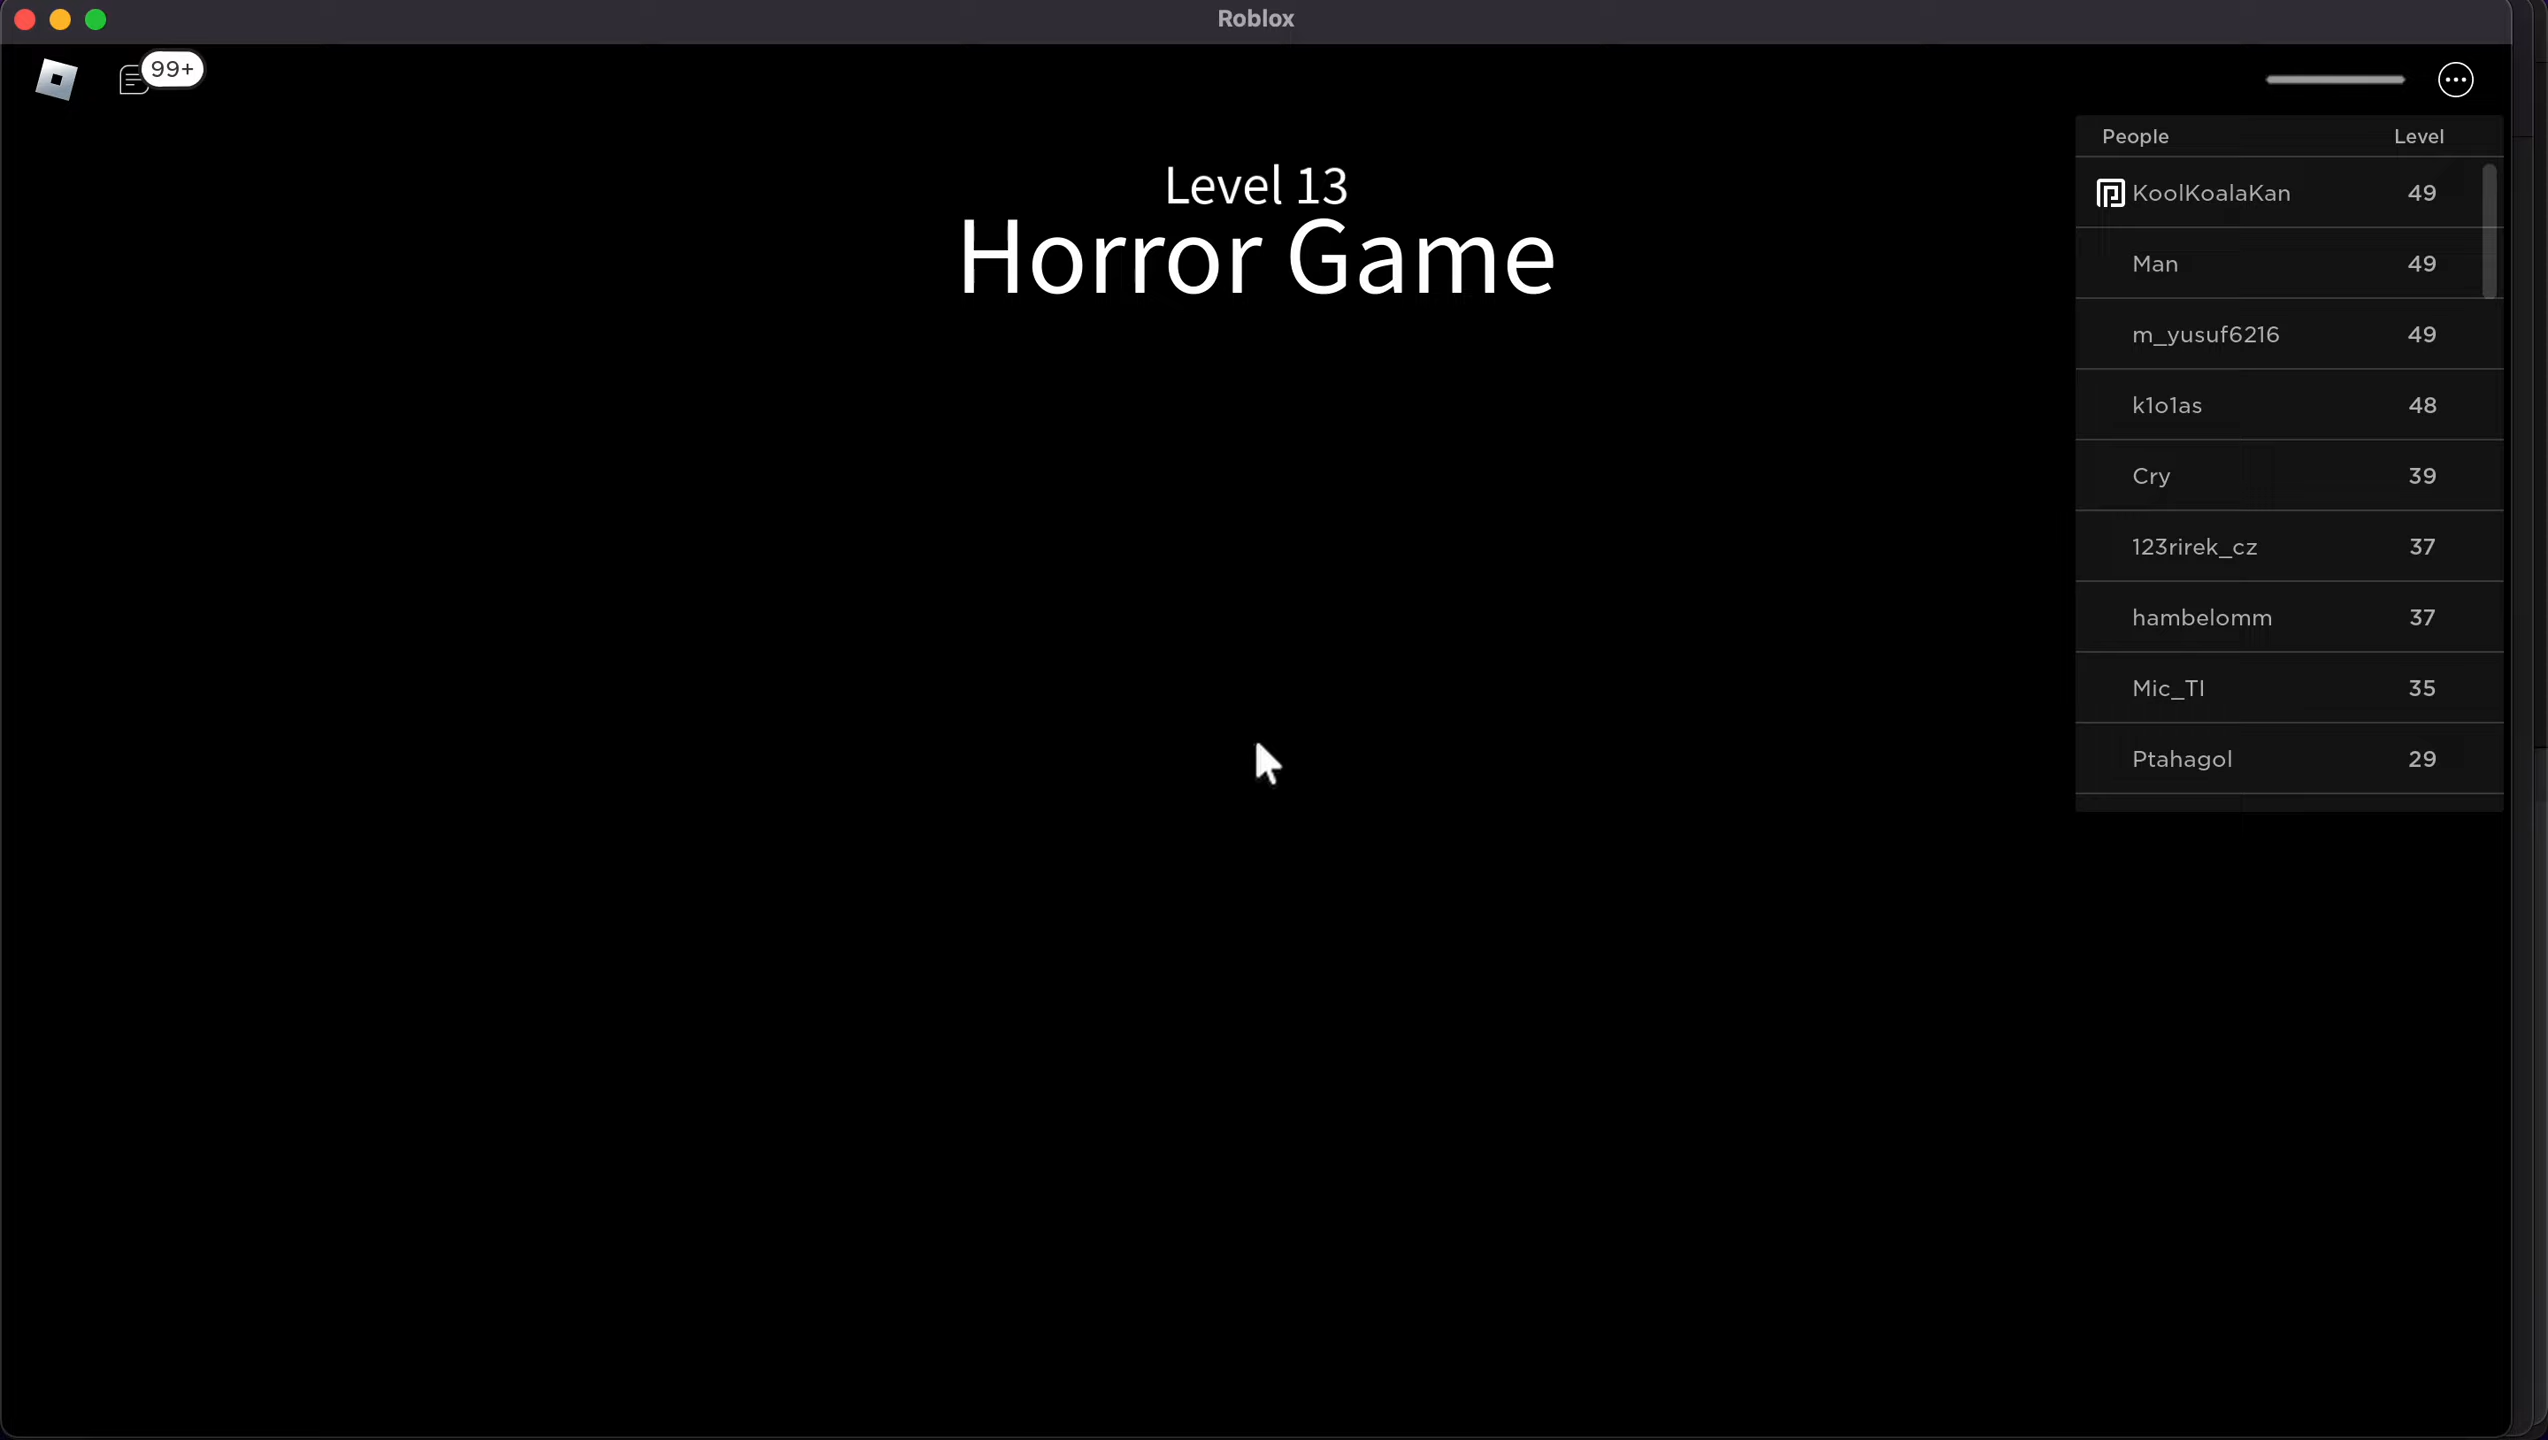 Roblox
99+
Level 13
Horror Game
People Level
KoolKoalaKan 49
Man 49
m_yusuf6216 49
k1o1as 48
Cry 39
123rirek_cz 37
hambelomm 37
Mic_TI 35
Ptahagol 29